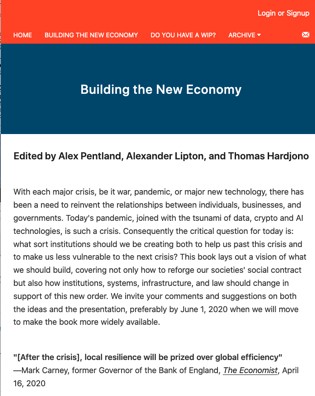 Login or Signup
HOME BUILDING THE NEW ECONOMY DO YOU HAVE A WIP? ARCHIVE
Building the New Economy
Edited by Alex Pentland, Alexander Lipton, and Thomas Hardjono
With each major crisis, be it war, pandemic, or major new technology, there has
been a need to reinvent the relationships between individuals, businesses, and
governments. Today's pandemic, joined with the tsunami of data, crypto and AI
technologies, is such a crisis. Consequently the critical question for today is:
what sort institutions should we be creating both to help us past this crisis and
to make us less vulnerable to the next crisis? This book lays out a vision of what
we should build, covering not only how to reforge our societies' social contract
but also how institutions, systems, infrastructure, and law should change in
support of this new order. We invite your comments and suggestions on both
the ideas and the presentation, preferably by June 1, 2020 when we will move
to make the book more widely available.
"[After the crisis], local resilience will be prized over global efficiency"
—Mark Carney, former Governor of the Bank of England, The Economist, April
16, 2020